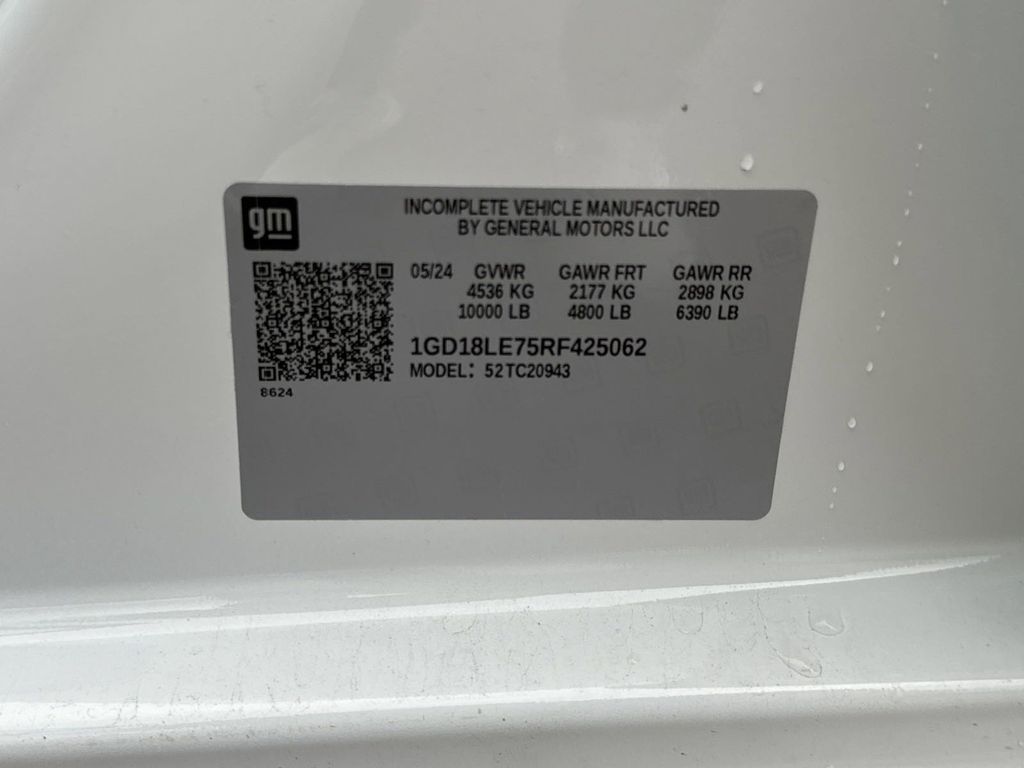 gm
INCOMPLETE VEHICLE MANUFACTURED
BY GENERAL MOTORS LLC
05/24 GVWR GAWR FRT GAWR RR
4536 KG 2177 KG 2898 KG
10000 LB 4800 LB 6390 LB
1GD18LE75RF425062
MODEL: 52TC20943
8624